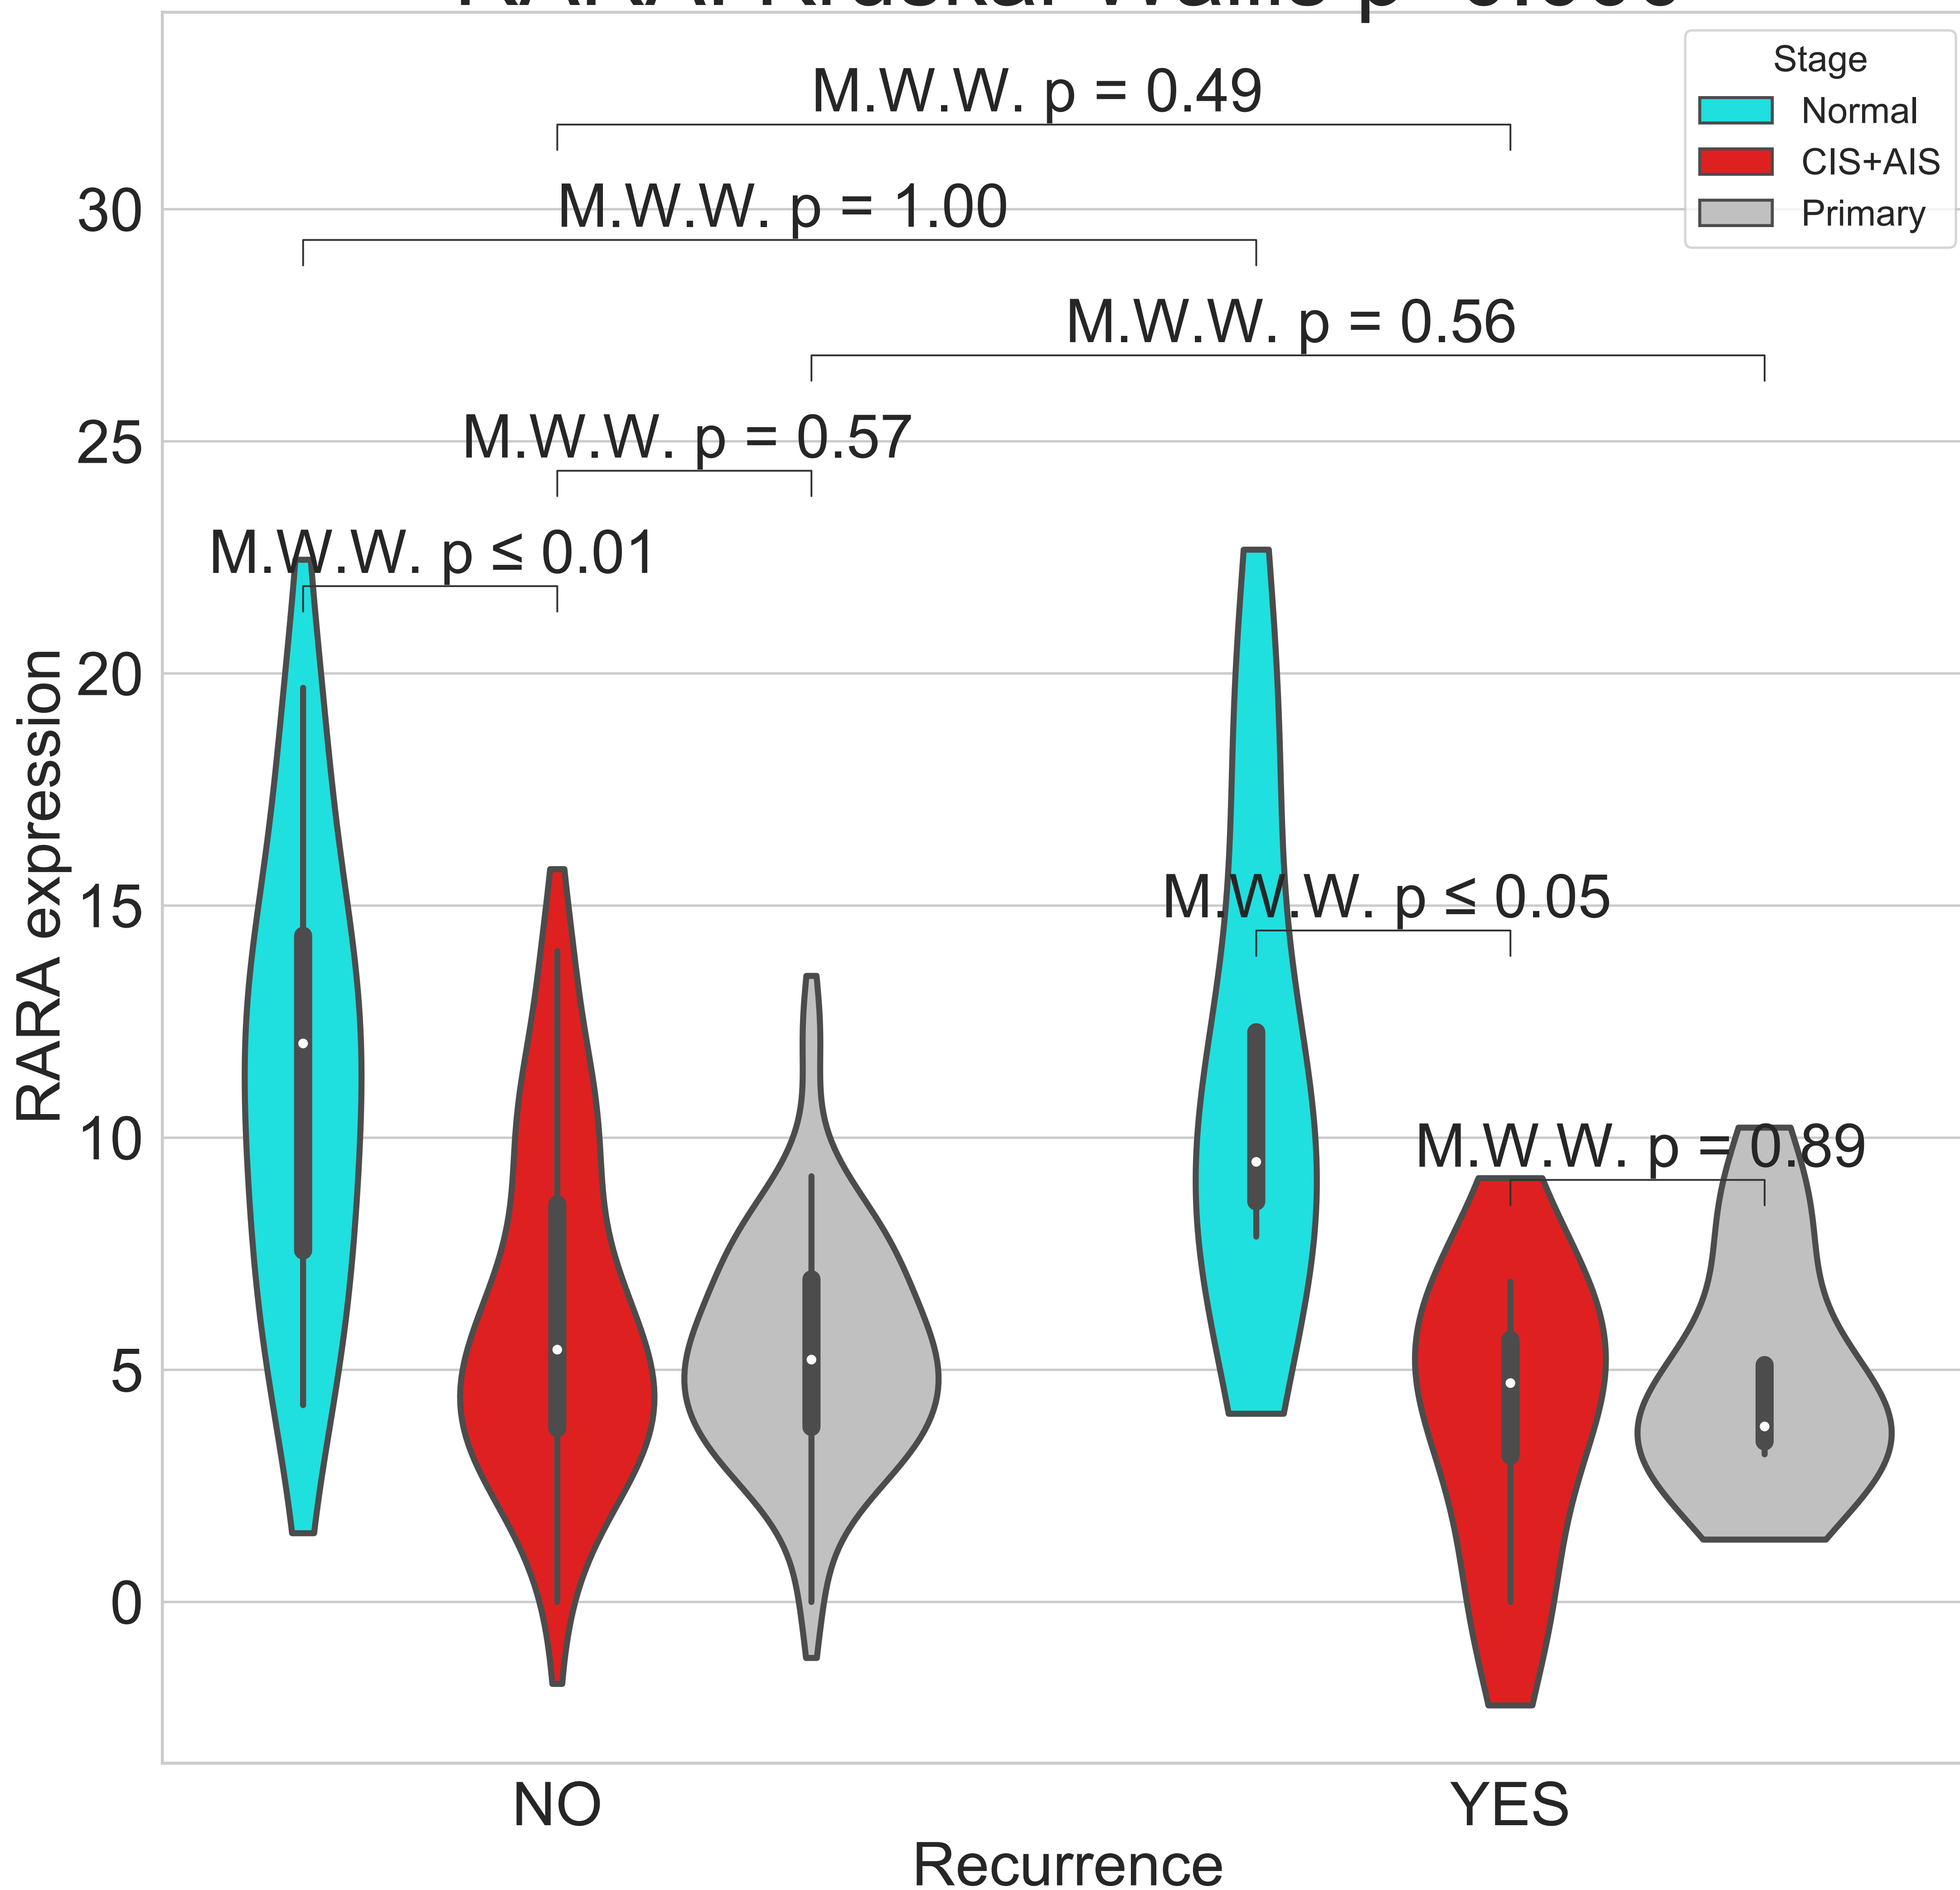 Stage
M.W.W. p = 0.49
Normal
CIS+AIS
M.W.W. p = 1.00
Primary
30
M.W.W. p = 0.56
25
M.W.W. p = 0.57
M.W.W. p ≤ 0.01
20
RARA expression
15
M.W.W. p ≤ 0.05
10
M.W.W. p = 0.89
5
0
NO
YES
Recurrence